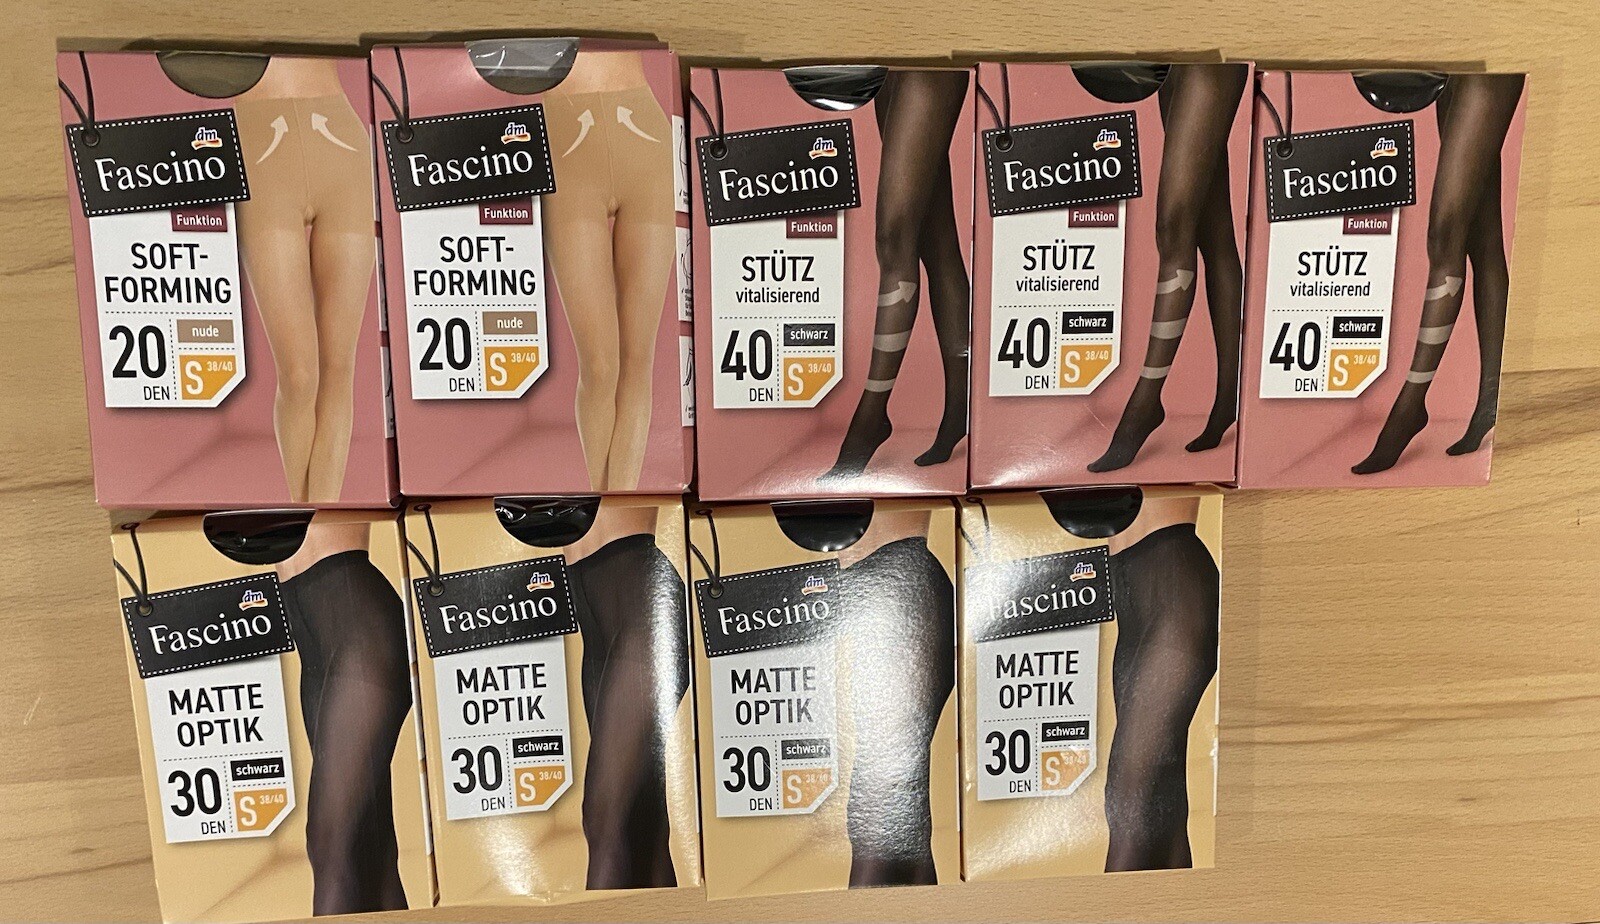 dm
Fascino
Funktion
SOFT-
FORMING
20
DEN
nude
S 38/40
dm
Fascino
Funktion
SOFT-
FORMING
20
DEN
nude
S 38/40
dm
Fascino
Funktion
STÜTZ
vitalisierend
40
DEN
schwarz
S 38/40
dm
Fascino
Funktion
STÜTZ
vitalisierend
40
DEN
schwarz
S 38/40
dm
Fascino
Funktion
STÜTZ
vitalisierend
40
DEN
schwarz
S 38/40
dm
Fascino
MATTE
OPTIK
30
DEN
schwarz
S 38/40
dm
Fascino
MATTE
OPTIK
30
DEN
schwarz
S 38/40
dm
Fascino
MATTE
OPTIK
30
DEN
schwarz
S 38/40
dm
Fascino
MATTE
OPTIK
30
DEN
schwarz
S 38/40